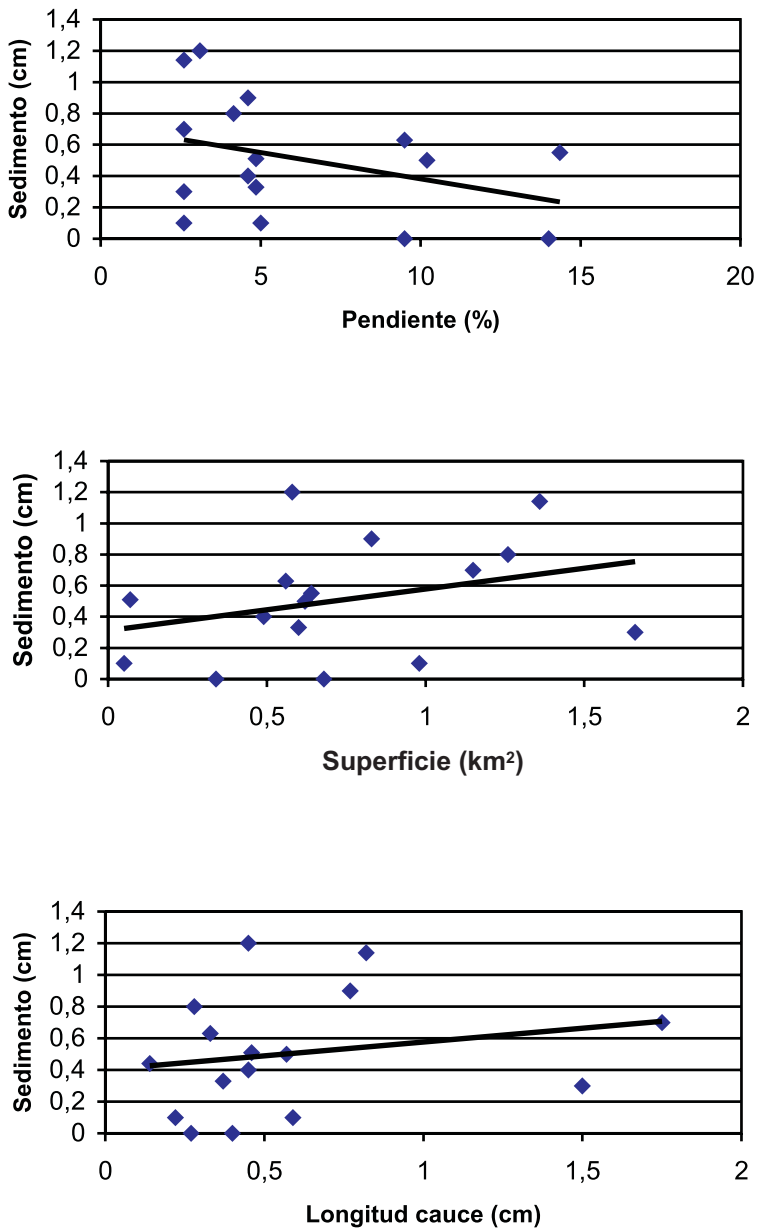 1,4
1,2
1
0,8
0,6
0,4
0,2
0
Sedimento (cm)
0 5 10 15 20
Pendiente (%)
1,4
1,2
1
0,8
0,6
0,4
0,2
0
Sedimento (cm)
0 0,5 1 1,5 2
Superficie (km²)
1,4
1,2
1
0,8
0,6
0,4
0,2
0
Sedimento (cm)
0 0,5 1 1,5 2
Longitud cauce (cm)